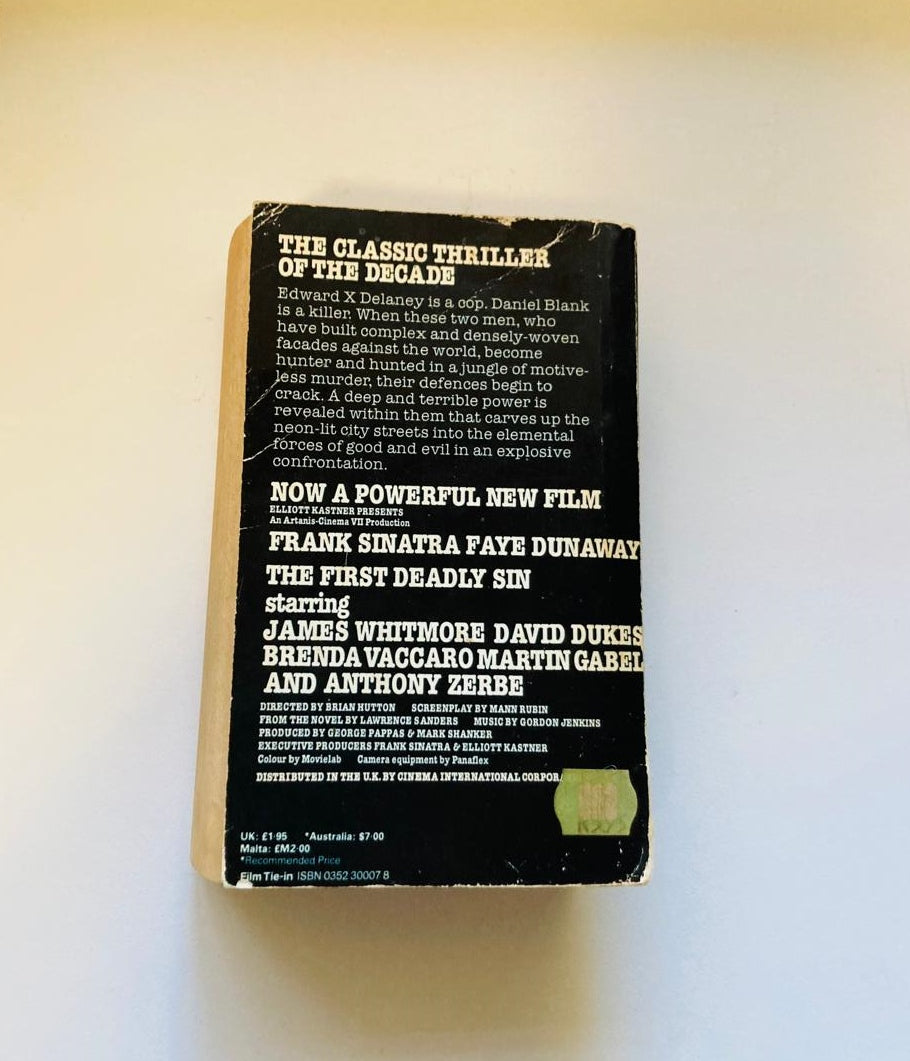 THE CLASSIC THRILLER
OF THE DECADE
Edward X Delaney is a cop. Daniel Blank
is a killer. When these two men, who
have built complex and densely-woven
facades against the world, become
hunter and hunted in a jungle of motive-
less murder, their defences begin to
crack. A deep and terrible power is
revealed within them that carves up the
neon-lit city streets into the elemental
forces of good and evil in an explosive
confrontation.
NOW A POWERFUL NEW FILM
ELLIOTT KASTNER PRESENTS
An Artanis-Cinema VII Production
FRANK SINATRA FAYE DUNAWAY
THE FIRST DEADLY SIN
starring
JAMES WHITMORE DAVID DUKES
BRENDA VACCARO MARTIN GABEL
AND ANTHONY ZERBE
DIRECTED BY BRIAN HUTTON SCREENPLAY BY MANN RUBIN
FROM THE NOVEL BY LAWRENCE SANDERS MUSIC BY GORDON JENKINS
PRODUCED BY GEORGE PAPPAS & MARK SHANKER
EXECUTIVE PRODUCERS FRANK SINATRA & ELLIOTT KASTNER
Colour by Movielab Camera equipment by Panaflex
DISTRIBUTED IN THE U.K. BY CINEMA INTERNATIONAL CORPORA
UK: £1·95 *Australia: $7·00
Malta: £M2·00
*Recommended Price
Film Tie-in ISBN 0352 30007 8